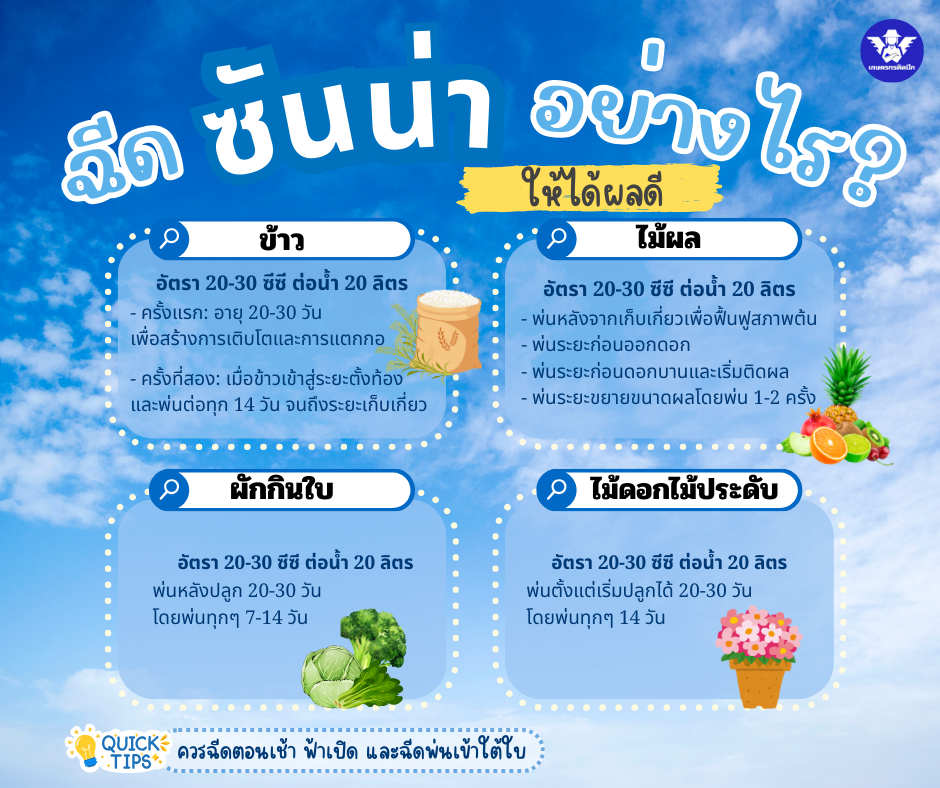 เกษตรกรติดปีก
ฉีด ซันน่า อย่างไร?
ให้ได้ผลดี
ข้าว
อัตรา 20-30 ซีซี ต่อน้ำ 20 ลิตร
- ครั้งแรก: อายุ 20-30 วัน
เพื่อสร้างการเติบโตและการแตกกอ
- ครั้งที่สอง: เมื่อข้าวเข้าสู่ระยะตั้งท้อง
และพ่นต่อทุก 14 วัน จนถึงระยะเก็บเกี่ยว
ไม้ผล
อัตรา 20-30 ซีซี ต่อน้ำ 20 ลิตร
- พ่นหลังจากเก็บเกี่ยวเพื่อฟื้นฟูสภาพต้น
- พ่นระยะก่อนออกดอก
- พ่นระยะก่อนดอกบานและเริ่มติดผล
- พ่นระยะขยายขนาดผลโดยพ่น 1-2 ครั้ง
ผักกินใบ
อัตรา 20-30 ซีซี ต่อน้ำ 20 ลิตร
พ่นหลังปลูก 20-30 วัน
โดยพ่นทุกๆ 7-14 วัน
ไม้ดอกไม้ประดับ
อัตรา 20-30 ซีซี ต่อน้ำ 20 ลิตร
พ่นตั้งแต่เริ่มปลูกได้ 20-30 วัน
โดยพ่นทุกๆ 14 วัน
QUICK
TIPS
ควรฉีดตอนเช้า ฟ้าเปิด และฉีดพ่นเข้าใต้ใบ